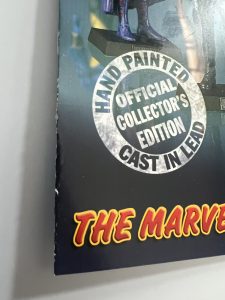 HAND PAINTED
OFFICIAL
COLLECTOR'S
EDITION
CAST IN LEAD
THE MARVE